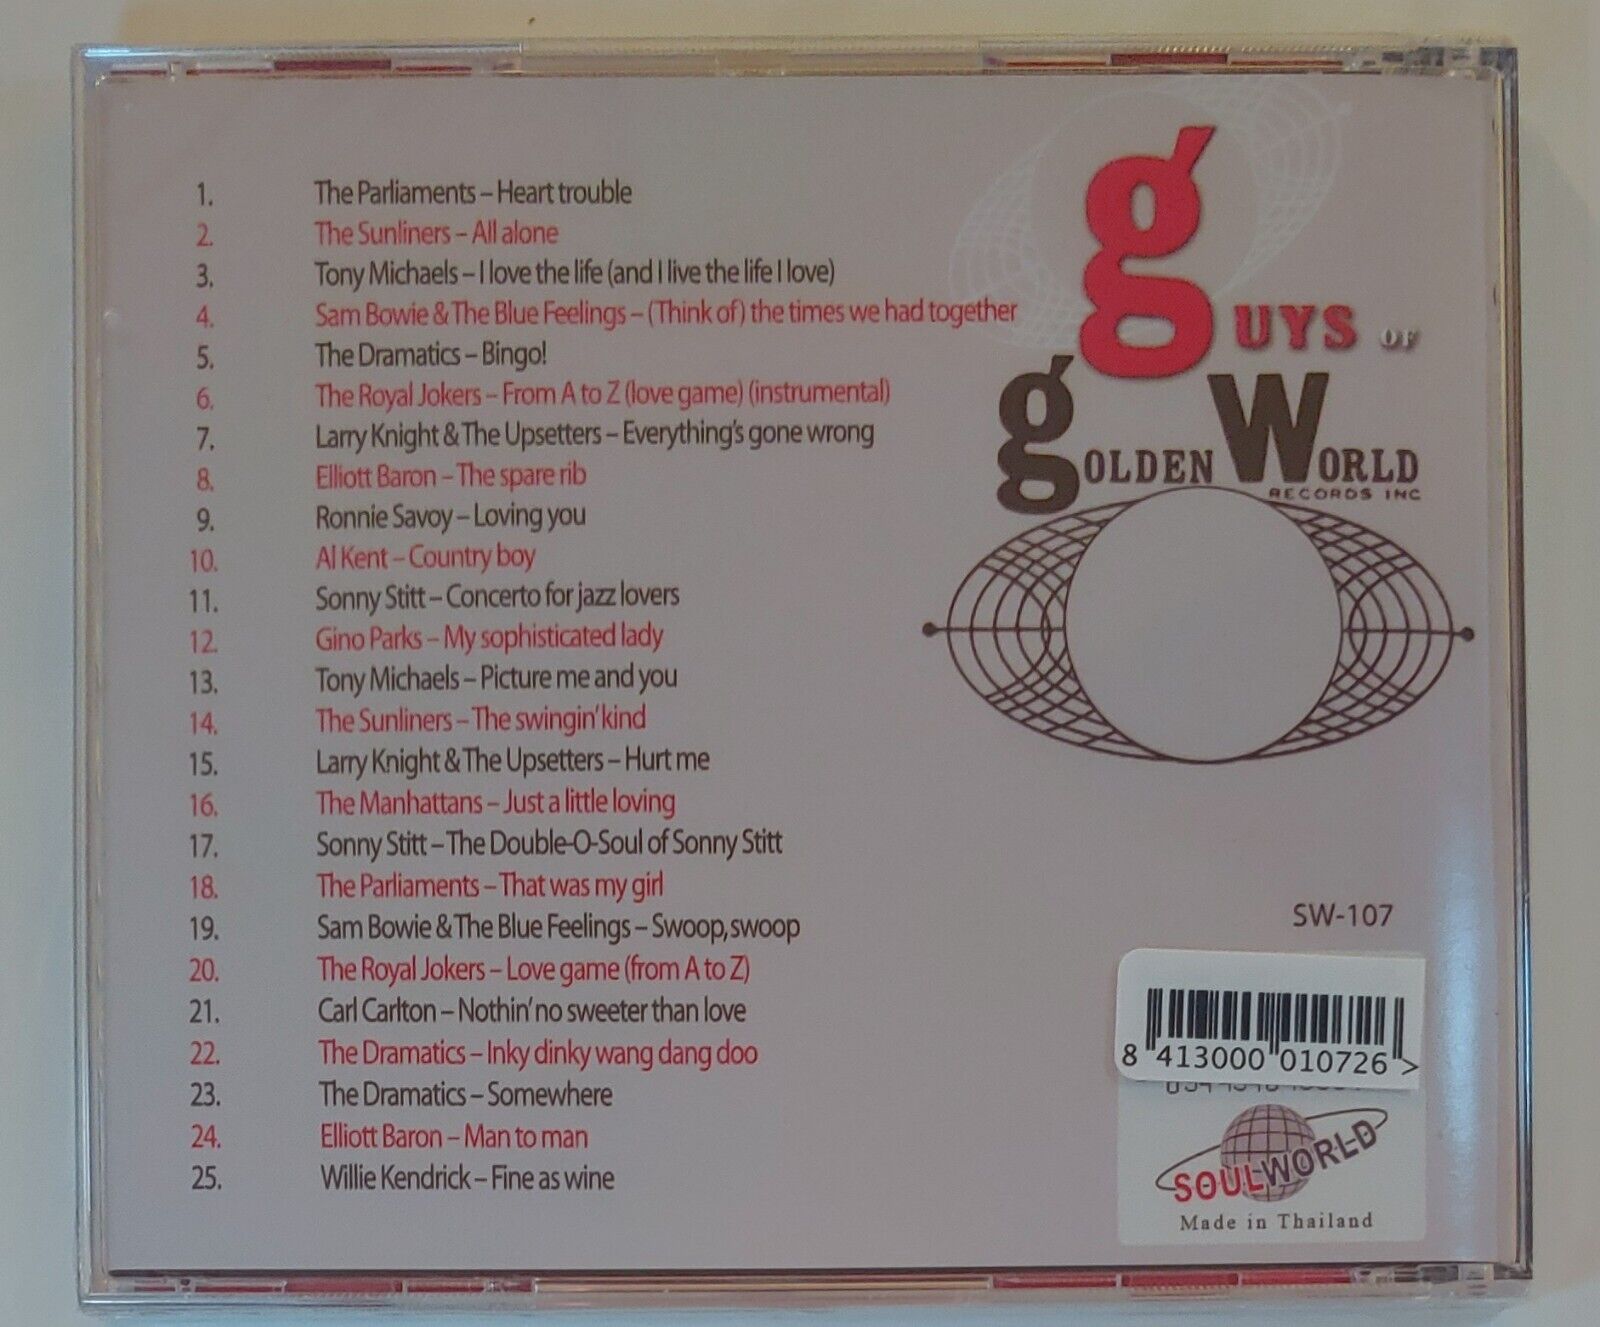 1. The Parliaments – Heart trouble
2. The Sunliners – All alone
3. Tony Michaels – I love the life (and I live the life I love)
4. Sam Bowie & The Blue Feelings – (Think of) the times we had together
5. The Dramatics – Bingo!
6. The Royal Jokers – From A to Z (love game) (instrumental)
7. Larry Knight & The Upsetters – Everything's gone wrong
8. Elliott Baron – The spare rib
9. Ronnie Savoy – Loving you
10. Al Kent – Country boy
11. Sonny Stitt – Concerto for jazz lovers
12. Gino Parks – My sophisticated lady
13. Tony Michaels – Picture me and you
14. The Sunliners – The swingin' kind
15. Larry Knight & The Upsetters – Hurt me
16. The Manhattans – Just a little loving
17. Sonny Stitt – The Double-O-Soul of Sonny Stitt
18. The Parliaments – That was my girl
19. Sam Bowie & The Blue Feelings – Swoop, swoop
20. The Royal Jokers – Love game (from A to Z)
21. Carl Carlton – Nothin' no sweeter than love
22. The Dramatics – Inky dinky wang dang doo
23. The Dramatics – Somewhere
24. Elliott Baron – Man to man
25. Willie Kendrick – Fine as wine
gUYS OF
gOLDEN WORLD
RECORDS INC
SW-107
8 413000 010726 >
SOULWORLD
Made in Thailand